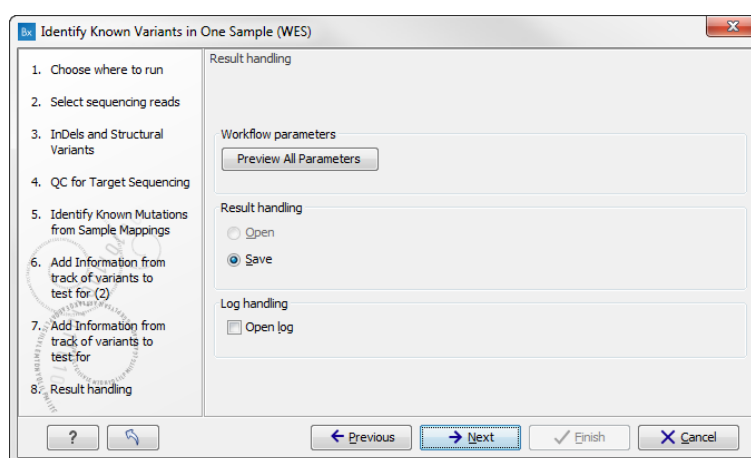 Bx Identify Known Variants in One Sample (WES)
1. Choose where to run
2. Select sequencing reads
3. InDels and Structural
Variants
4. QC for Target Sequencing
5. Identify Known Mutations
from Sample Mappings
6. Add Information from
track of variants to
test for (2)
7. Add Information from
track of variants to
test for
8. Result handling
Result handling
Workflow parameters
Preview All Parameters
Result handling
Open
Save
Log handling
Open log
? Previous Next Finish Cancel